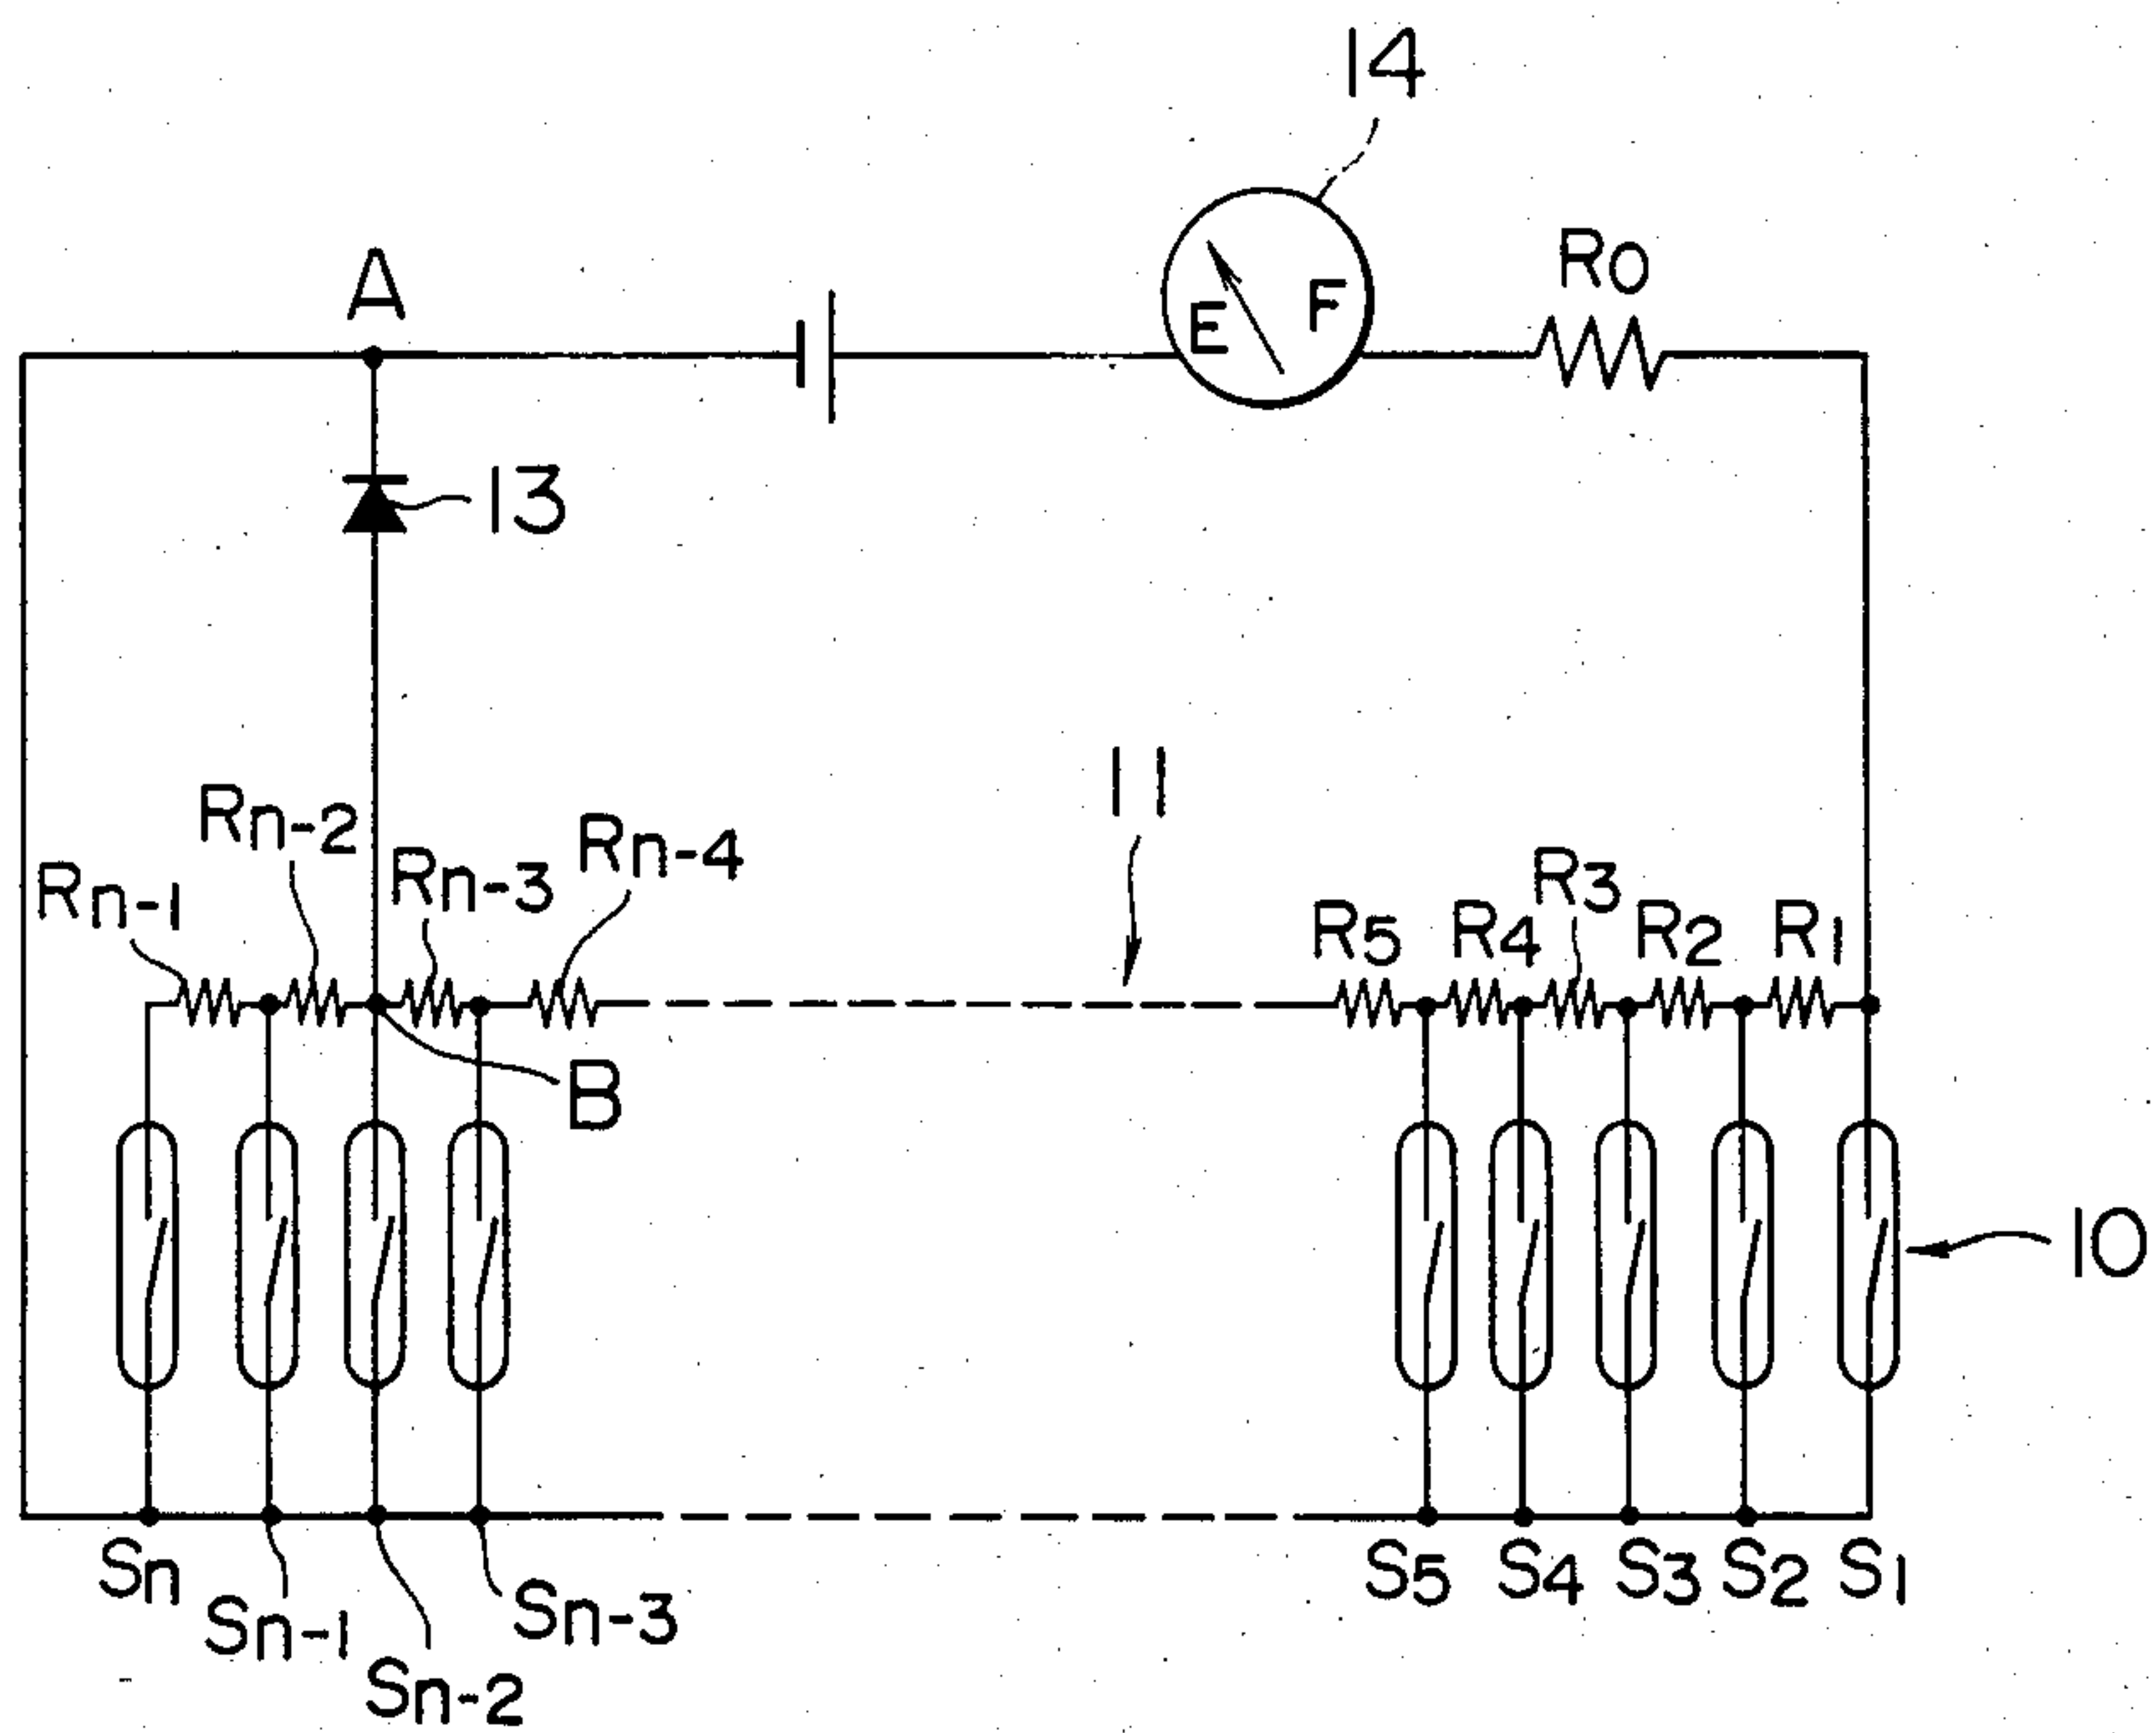 14
A
R0
E F
13
11
Rn-1 Rn-2 Rn-3 Rn-4
R5 R4 R3 R2 R1
B
10
Sn Sn-1 Sn-2 Sn-3
S5 S4 S3 S2 S1